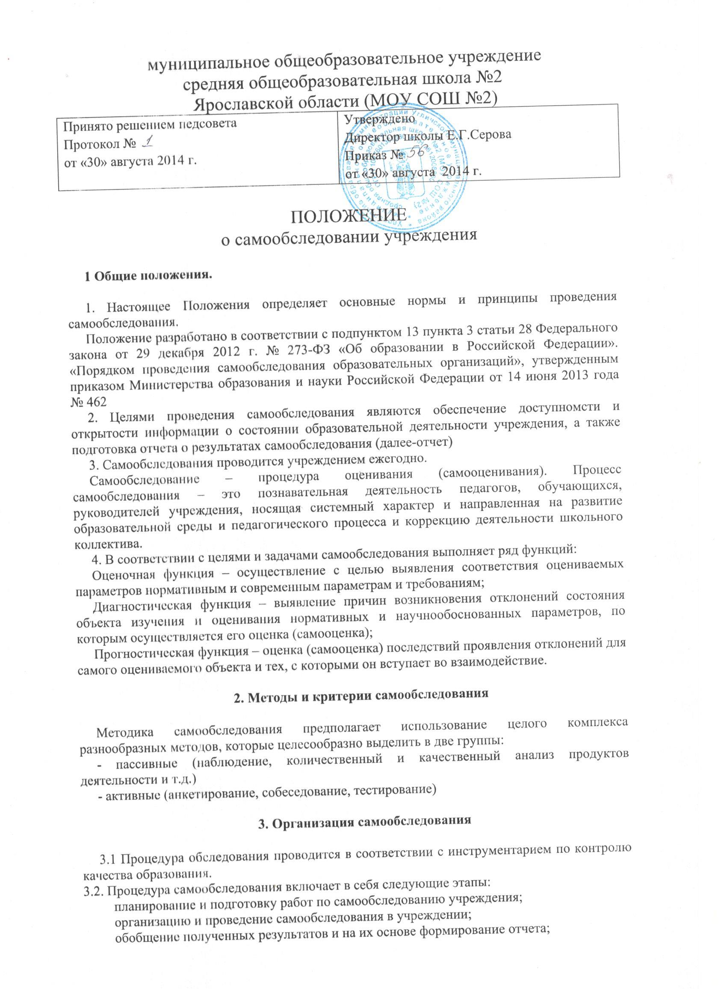 муниципальное общеобразовательное учреждение
средняя общеобразовательная школа №2
Ярославской области (МОУ СОШ №2)
Принято решением педсовета
Протокол № 1
от «30» августа 2014 г.
Утверждено
Директор школы Е.Г.Серова
Приказ № 56
от «30» августа 2014 г.
ПОЛОЖЕНИЕ
о самообследовании учреждения
1 Общие положения.
1. Настоящее Положения определяет основные нормы и принципы проведения
самообследования.
Положение разработано в соответствии с подпунктом 13 пункта 3 статьи 28 Федерального
закона от 29 декабря 2012 г. № 273-ФЗ «Об образовании в Российской Федерации».
«Порядком проведения самообследования образовательных организаций», утвержденным
приказом Министерства образования и науки Российской Федерации от 14 июня 2013 года
№ 462
2. Целями проведения самообследования являются обеспечение доступномсти и
открытости информации о состоянии образовательной деятельности учреждения, а также
подготовка отчета о результатах самообследования (далее-отчет)
3. Самообследования проводится учреждением ежегодно.
Самообследование – процедура оценивания (самооценивания). Процесс
самообследования – это познавательная деятельность педагогов, обучающихся,
руководителей учреждения, носящая системный характер и направленная на развитие
образовательной среды и педагогического процесса и коррекцию деятельности школьного
коллектива.
4. В соответствии с целями и задачами самообследования выполняет ряд функций:
Оценочная функция – осуществление с целью выявления соответствия оцениваемых
параметров нормативным и современным параметрам и требованиям;
Диагностическая функция – выявление причин возникновения отклонений состояния
объекта изучения и оценивания нормативных и научнообоснованных параметров, по
которым осуществляется его оценка (самооценка);
Прогностическая функция – оценка (самооценка) последствий проявления отклонений для
самого оцениваемого объекта и тех, с которыми он вступает во взаимодействие.
2. Методы и критерии самообследования
Методика самообследования предполагает использование целого комплекса
разнообразных методов, которые целесообразно выделить в две группы:
- пассивные (наблюдение, количественный и качественный анализ продуктов
деятельности и т.д.)
- активные (анкетирование, собеседование, тестирование)
3. Организация самообследования
3.1 Процедура обследования проводится в соответствии с инструментарием по контролю
качества образования.
3.2. Процедура самообследования включает в себя следующие этапы:
планирование и подготовку работ по самообследованию учреждения;
организацию и проведение самообследования в учреждении;
обобщение полученных результатов и на их основе формирование отчета;